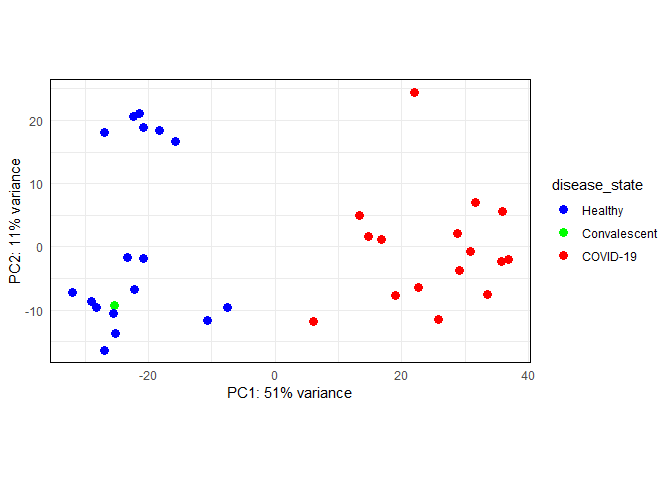 20
10
0
-10
PC2: 11% variance
-20
0
20
40
PC1: 51% variance
disease_state
Healthy
Convalescent
COVID-19